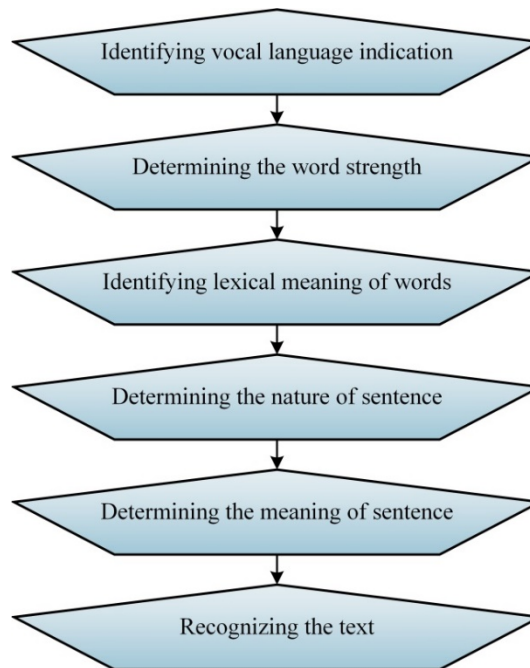 Identifying vocal language indication
Determining the word strength
Identifying lexical meaning of words
Determining the nature of sentence
Determining the meaning of sentence
Recognizing the text